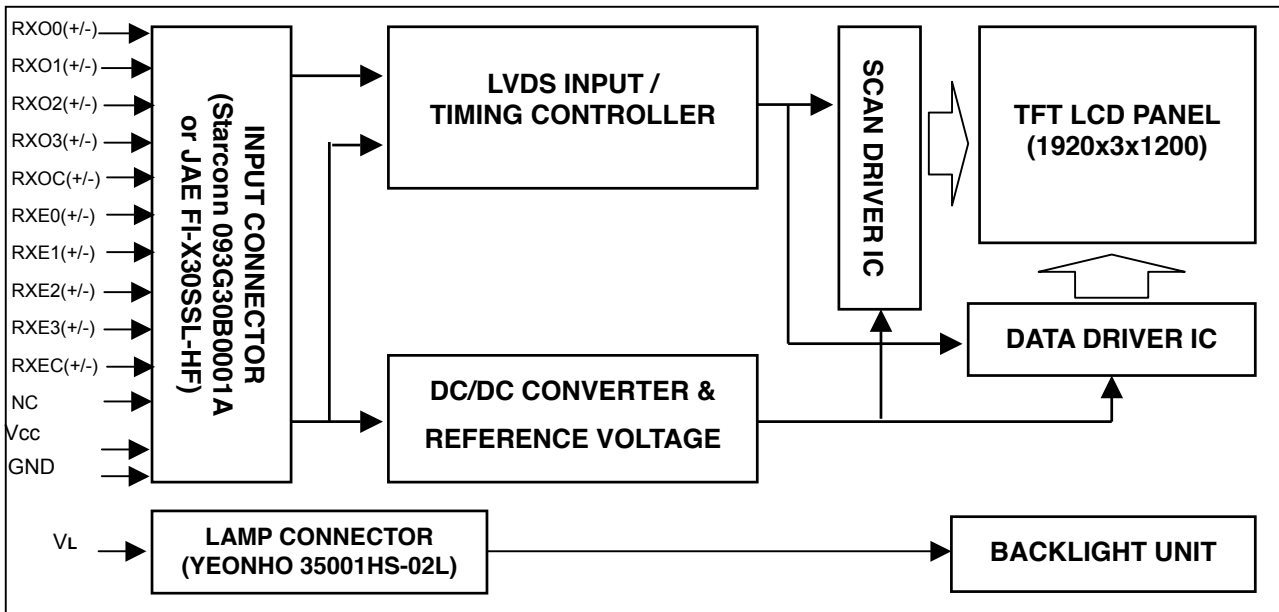 RXO0(+/-)
RXO1(+/-)
RXO2(+/-)
RXO3(+/-)
RXOC(+/-)
RXE0(+/-)
RXE1(+/-)
RXE2(+/-)
RXE3(+/-)
RXEC(+/-)
NC
Vcc
GND
VL
INPUT CONNECTOR
(Starconn 093G30B0001A
or JAE FI-X30SSL-HF)
LVDS INPUT /
TIMING CONTROLLER
SCAN DRIVER IC
TFT LCD PANEL
(1920x3x1200)
DATA DRIVER IC
DC/DC CONVERTER &
REFERENCE VOLTAGE
LAMP CONNECTOR
(YEONHO 35001HS-02L)
BACKLIGHT UNIT